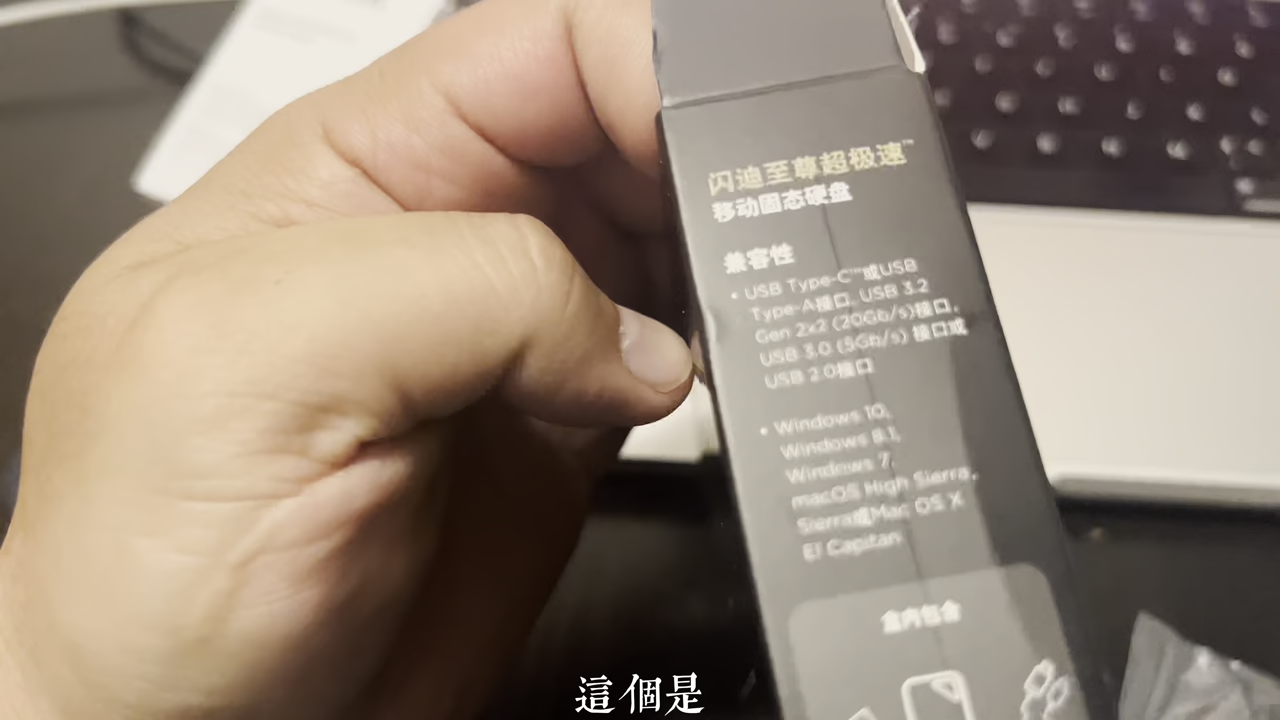 闪迪至尊超极速™
移动固态硬盘
兼容性
• USB Type-C™或USB
Type-A接口, USB 3.2
Gen 2x2 (20Gb/s)接口,
USB 3.0 (5Gb/s) 接口或
USB 2.0接口
• Windows 10,
Windows 8.1,
Windows 7,
macOS High Sierra,
Sierra或Mac OS X
El Capitan
盒内包含
這個是